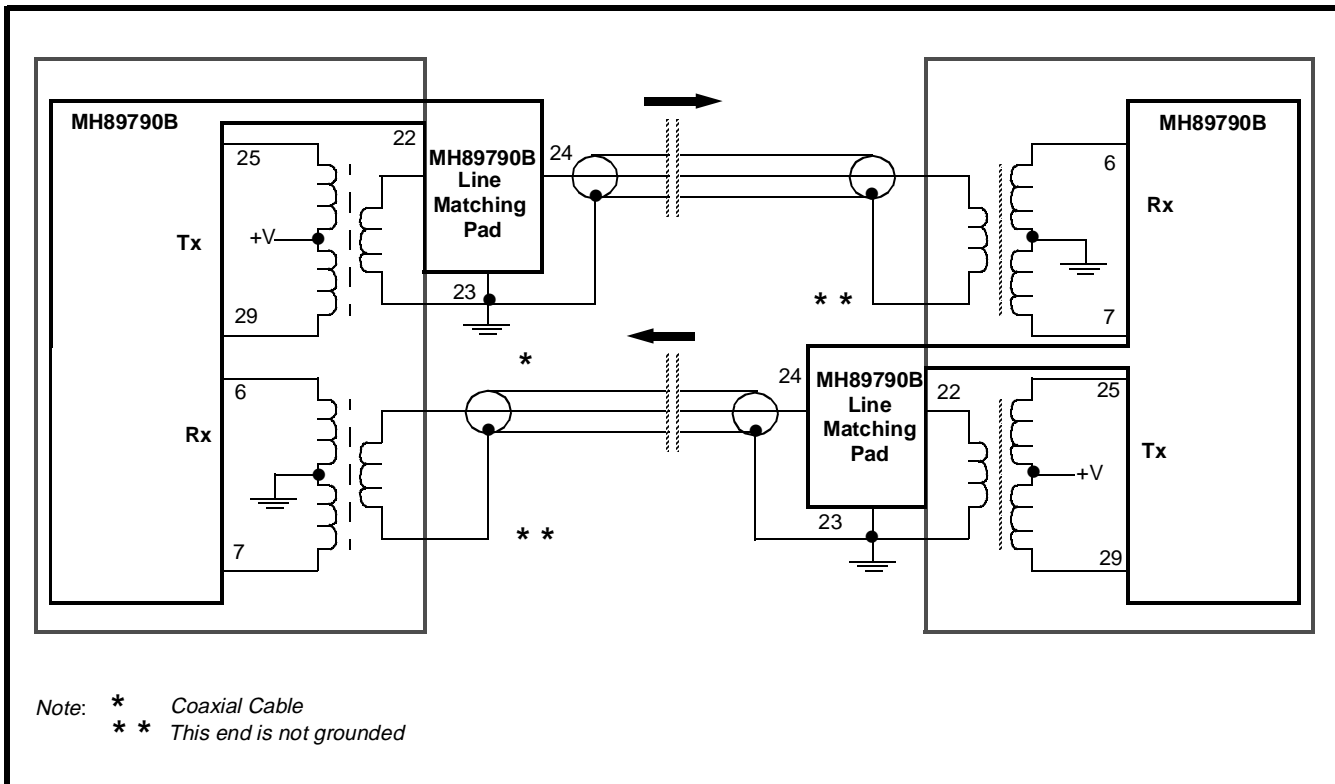 MH89790B
MH89790B
25
22
MH89790B
Line
Matching
Pad
24
6
Tx
+V
Rx
23
29
* *
7
*
6
24
MH89790B
Line
Matching
Pad
22
25
Rx
Tx
+V
23
7
* *
29
Note: * Coaxial Cable
* * This end is not grounded